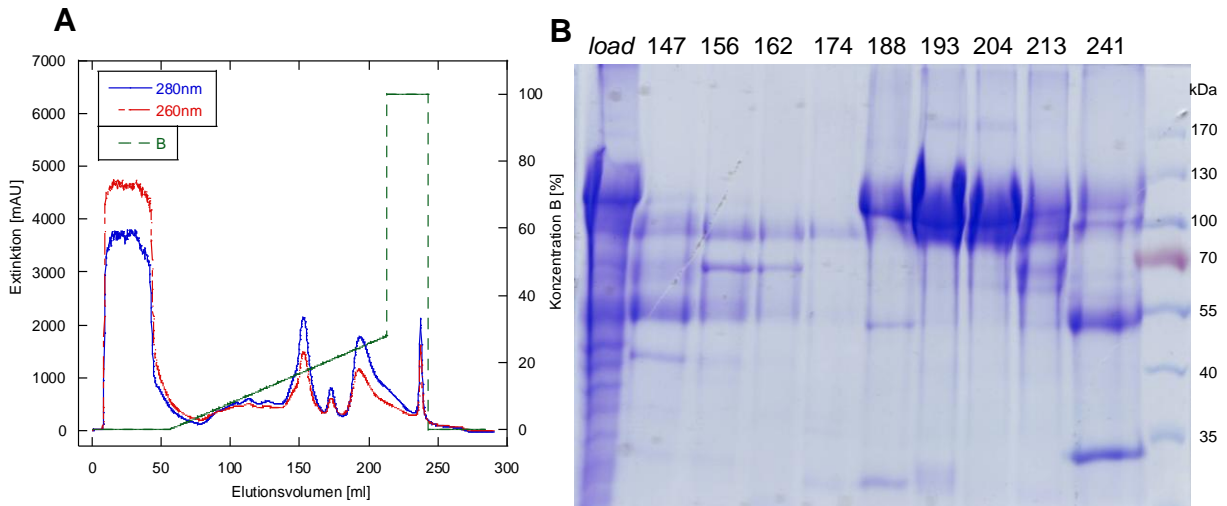 A
7000
6000
5000
4000
3000
2000
1000
0
Extinktion [mAU]
280nm
260nm
B
100
80
60
40
20
0
Konzentration B [%]
0 50 100 150 200 250 300
Elutionsvolumen [ml]
B
load 147 156 162 174 188 193 204 213 241
kDa
170
130
100
70
55
40
35